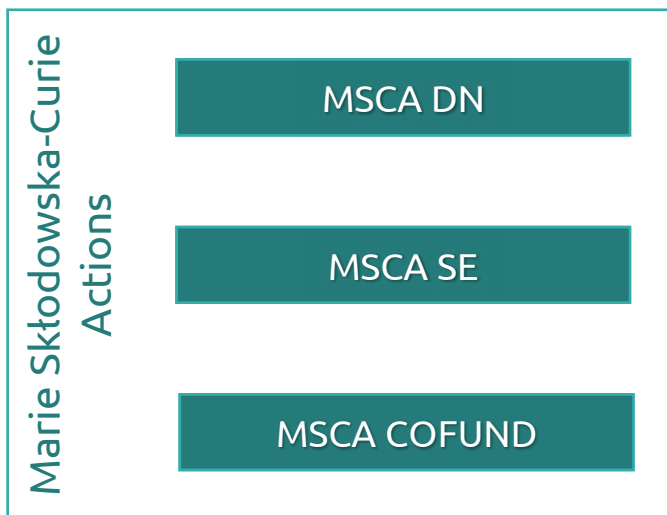 Marie Skłodowska-Curie
Actions
MSCA DN
MSCA SE
MSCA COFUND